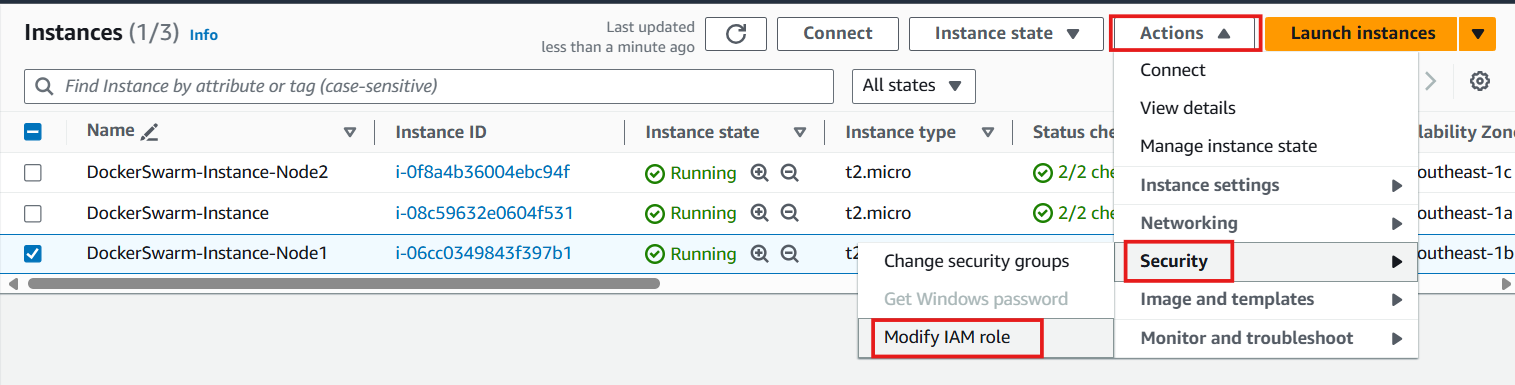 Instances (1/3) Info
Last updated
less than a minute ago
Connect
Instance state
Actions
Launch instances
Find Instance by attribute or tag (case-sensitive)
All states
Connect
View details
Manage instance state
Instance settings
Networking
Security
Image and templates
Monitor and troubleshoot
Change security groups
Get Windows password
Modify IAM role
Name Instance ID Instance state Instance type Status che lability Zone
DockerSwarm-Instance-Node2 i-0f8a4b36004ebc94f Running t2.micro 2/2 che outheast-1c
DockerSwarm-Instance i-08c59632e0604f531 Running t2.micro 2/2 che outheast-1a
DockerSwarm-Instance-Node1 i-06cc0349843f397b1 Running t2 outheast-1b